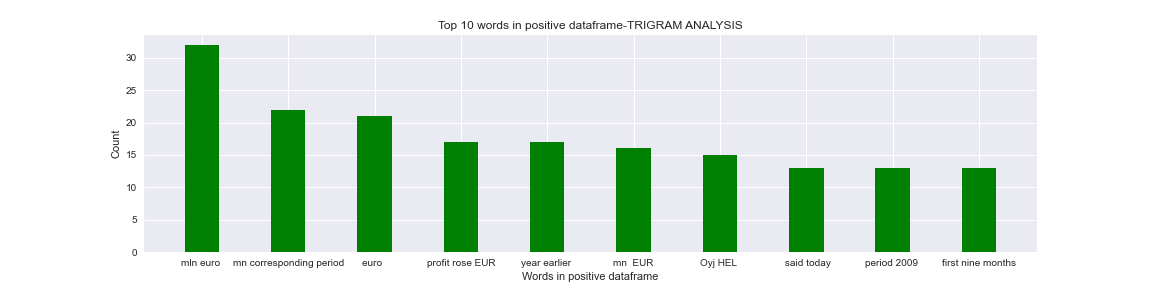 Top 10 words in positive dataframe-TRIGRAM ANALYSIS
30
25
20
15
10
5
0
Count
mln euro mn corresponding period euro profit rose EUR year earlier mn  EUR Oyj HEL said today period 2009 first nine months
Words in positive dataframe